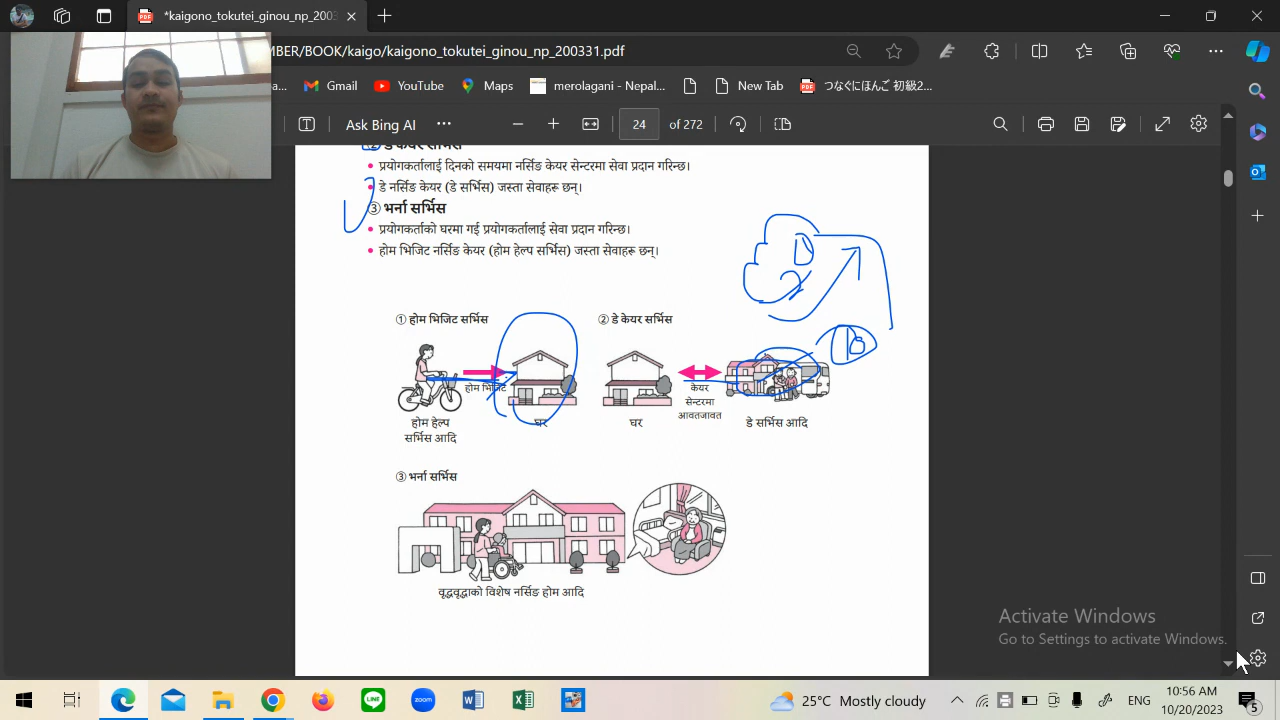 *kaigono_tokutei_ginou_np_2003
MBER/BOOK/kaigo/kaigono_tokutei_ginou_np_200331.pdf
Gmail
YouTube
Maps
merolagani - Nepal...
New Tab
つなぐにほんご 初級2...
Ask Bing AI
24 of 272
② डे केयर सर्भिस
• प्रयोगकर्तालाई दिनको समयमा नर्सिङ केयर सेन्टरमा सेवा प्रदान गरिन्छ।
• डे नर्सिङ केयर (डे सर्भिस) जस्ता सेवाहरू छन्।
③ भर्ना सर्भिस
• प्रयोगकर्ताको घरमा गई प्रयोगकर्तालाई सेवा प्रदान गरिन्छ।
• होम भिजिट नर्सिङ केयर (होम हेल्प सर्भिस) जस्ता सेवाहरू छन्।
① होम भिजिट सर्भिस
② डे केयर सर्भिस
होम भिजिट
केयर
सेन्टरमा
आवतजावत
होम हेल्प
सर्भिस आदि
घर
घर
डे सर्भिस आदि
③ भर्ना सर्भिस
वृद्धवृद्धाको विशेष नर्सिङ होम आदि
Activate Windows
Go to Settings to activate Windows.
25°C Mostly cloudy
ENG
10:56 AM
10/20/2023
5